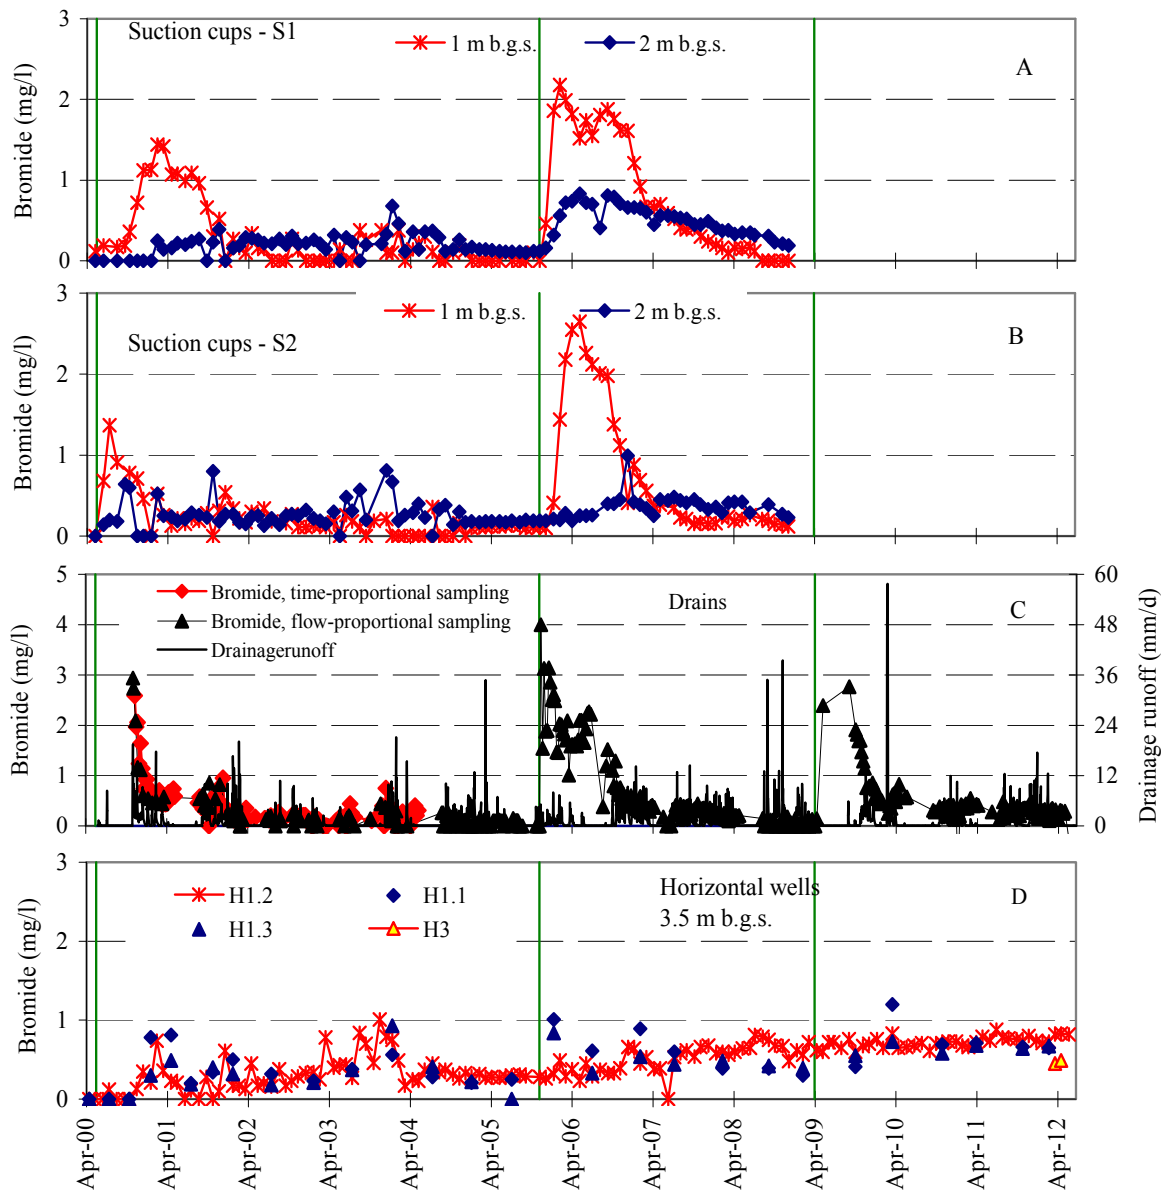 3
Suction cups - S1
1 m b.g.s.
2 m b.g.s.
A
2
1
0
Bromide (mg/l)
3
1 m b.g.s.
2 m b.g.s.
B
Suction cups - S2
2
1
0
Bromide (mg/l)
5
60
Bromide, time-proportional sampling
Drains
C
Bromide, flow-proportional sampling
4
48
Drainagerunoff
3
36
2
24
1
12
0
0
Bromide (mg/l)
Drainage runoff (mm/d)
3
H1.2
H1.1
Horizontal wells
D
H1.3
H3
3.5 m b.g.s.
2
1
0
Bromide (mg/l)
Apr-00
Apr-01
Apr-02
Apr-03
Apr-04
Apr-05
Apr-06
Apr-07
Apr-08
Apr-09
Apr-10
Apr-11
Apr-12